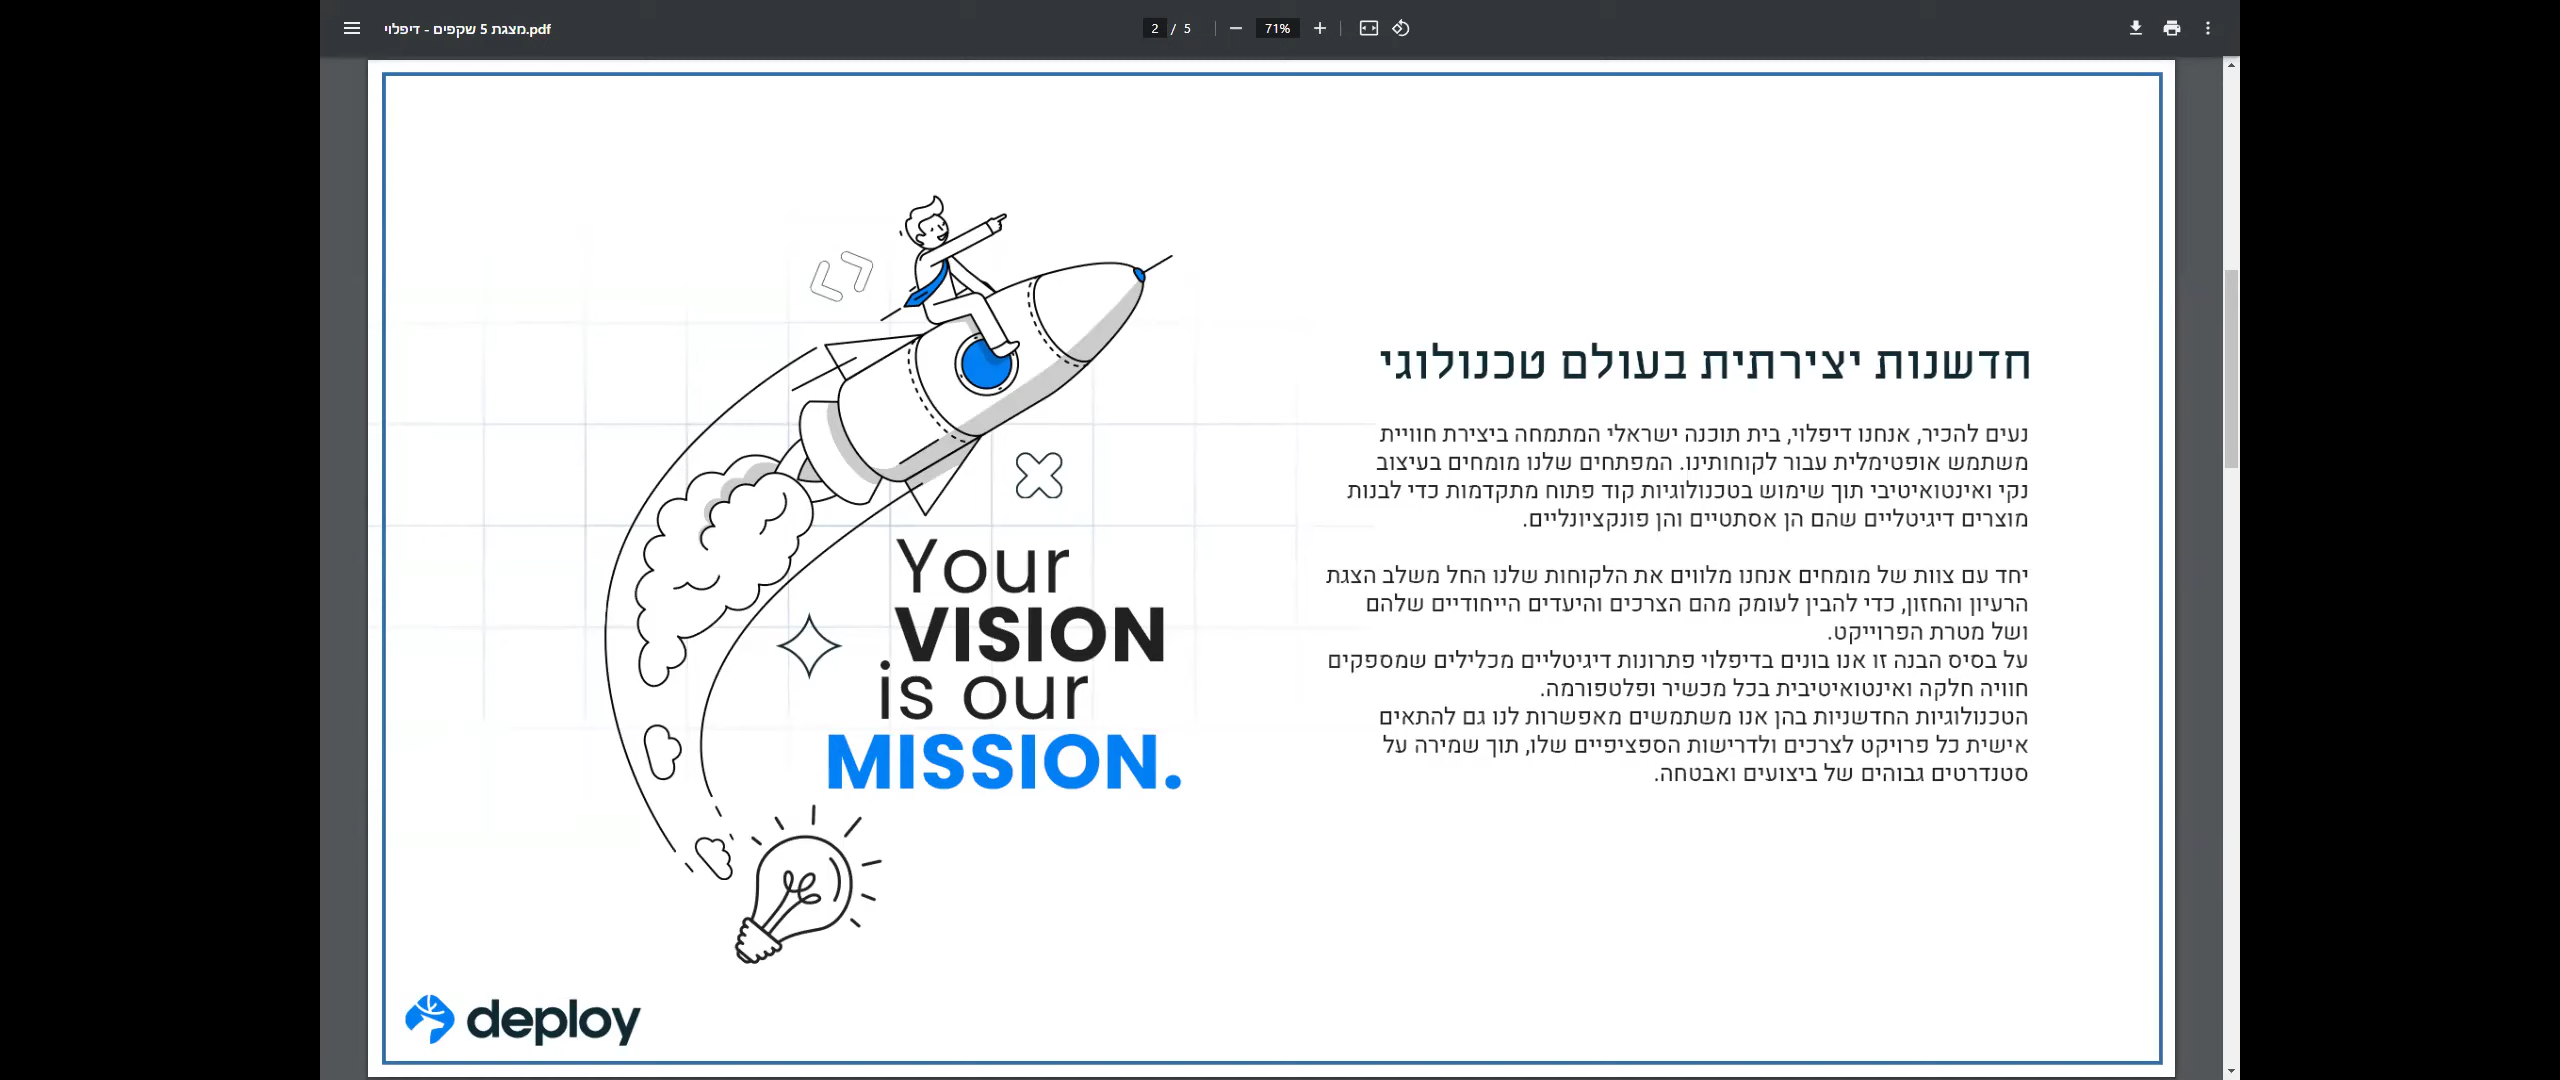 מצגת 5 שקפים - דיפלוי.pdf
2 / 5
71%
חדשנות יצירתית בעולם טכנולוגי
נעים להכיר, אנחנו דיפלוי, בית תוכנה ישראלי המתמחה ביצירת חוויית
משתמש אופטימלית עבור לקוחותינו. המפתחים שלנו מומחים בעיצוב
נקי ואינטואיטיבי תוך שימוש בטכנולוגיות קוד פתוח מתקדמות כדי לבנות
מוצרים דיגיטליים שהם הן אסתטיים והן פונקציונליים.
יחד עם צוות של מומחים אנחנו מלווים את הלקוחות שלנו החל משלב הצגת
הרעיון והחזון, כדי להבין לעומק מהם הצרכים והיעדים הייחודיים שלהם
ושל מטרת הפרוייקט.
על בסיס הבנה זו אנו בונים בדיפלוי פתרונות דיגיטליים מכלילים שמספקים
חוויה חלקה ואינטואיטיבית בכל מכשיר ופלטפורמה.
הטכנולוגיות החדשניות בהן אנו משתמשים מאפשרות לנו גם להתאים
אישית כל פרויקט לצרכים ולדרישות הספציפיים שלו, תוך שמירה על
סטנדרטים גבוהים של ביצועים ואבטחה.
Your
VISION
is our
MISSION.
deploy